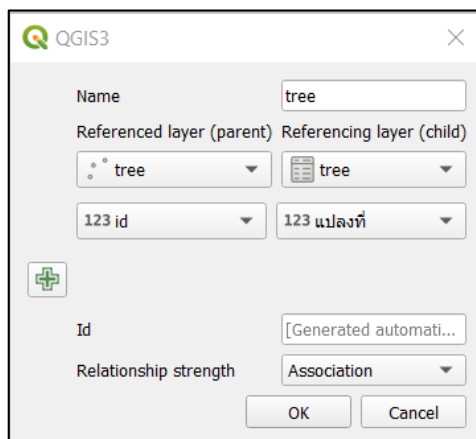 QGIS3
Name tree
Referenced layer (parent) Referencing layer (child)
tree tree
123 id 123 แปลงที่
Id [Generated automati...
Relationship strength Association
OK Cancel